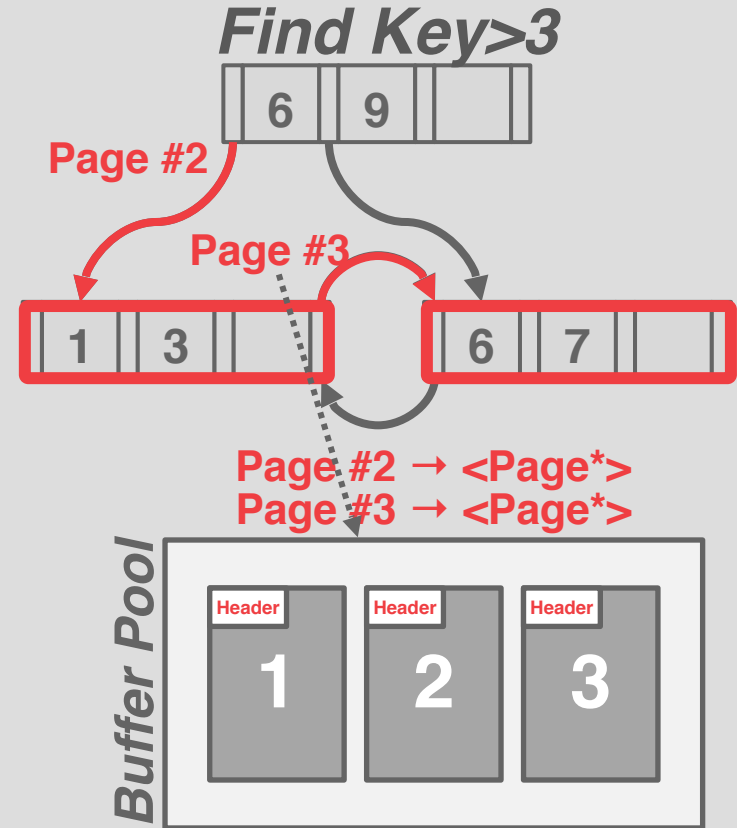 Find Key>3
6 9
Page #2
Page #3
1 3
6 7
Page #2 → <Page*>
Page #3 → <Page*>
Buffer Pool
Header Header Header
1 2 3